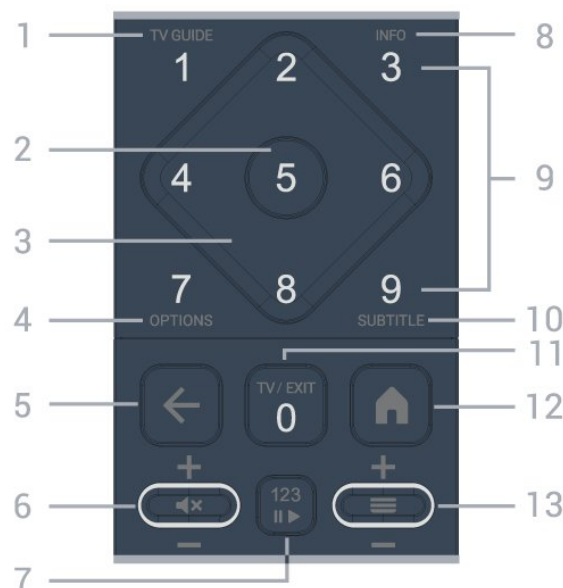 1 TV GUIDE INFO 8
1 2 3
2 4 5 6 9
3
7 8 9
4 OPTIONS SUBTITLE 10
11
5 TV / EXIT 12
0
+ +
6 123 13
− −
7